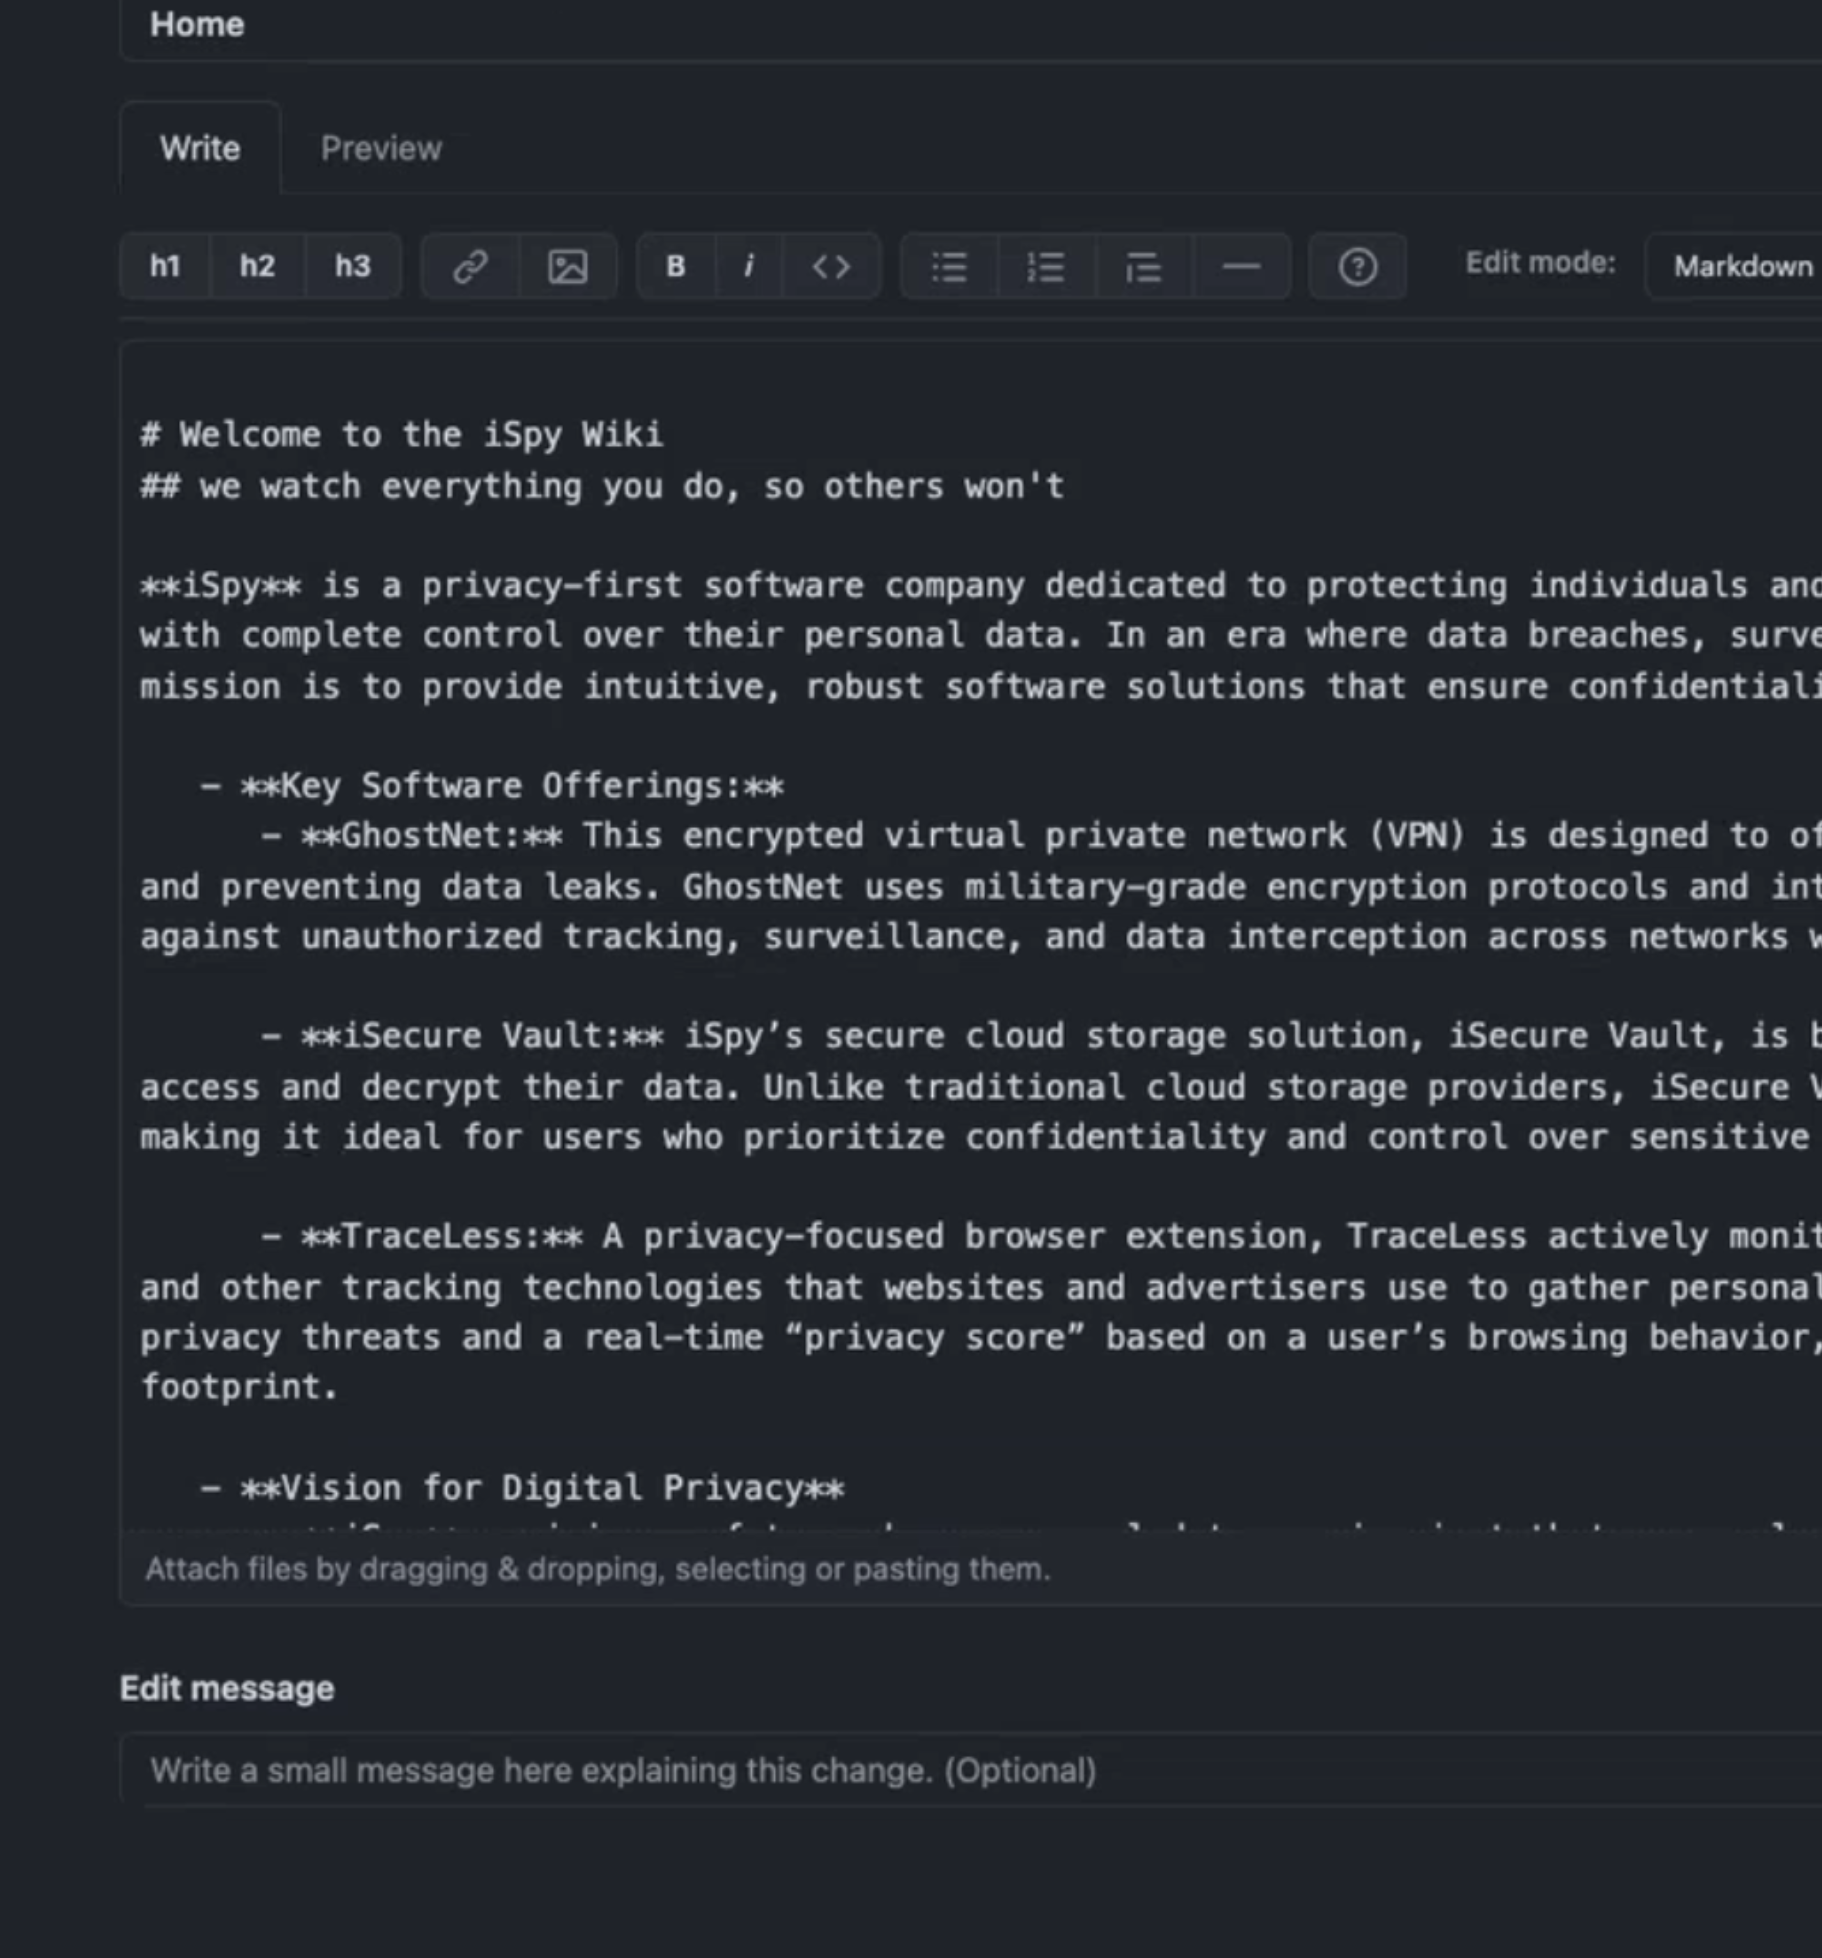 Home
Write Preview
h1 h2 h3 B i <> Edit mode: Markdown
# Welcome to the iSpy Wiki
## we watch everything you do, so others won't
**iSpy** is a privacy-first software company dedicated to protecting individuals and
with complete control over their personal data. In an era where data breaches, surve
mission is to provide intuitive, robust software solutions that ensure confidentiali
- **Key Software Offerings:**
- **GhostNet:** This encrypted virtual private network (VPN) is designed to of
and preventing data leaks. GhostNet uses military-grade encryption protocols and int
against unauthorized tracking, surveillance, and data interception across networks w
- **iSecure Vault:** iSpy’s secure cloud storage solution, iSecure Vault, is b
access and decrypt their data. Unlike traditional cloud storage providers, iSecure V
making it ideal for users who prioritize confidentiality and control over sensitive
- **TraceLess:** A privacy-focused browser extension, TraceLess actively monit
and other tracking technologies that websites and advertisers use to gather personal
privacy threats and a real-time “privacy score” based on a user’s browsing behavior,
footprint.
- **Vision for Digital Privacy**
Attach files by dragging & dropping, selecting or pasting them.
Edit message
Write a small message here explaining this change. (Optional)